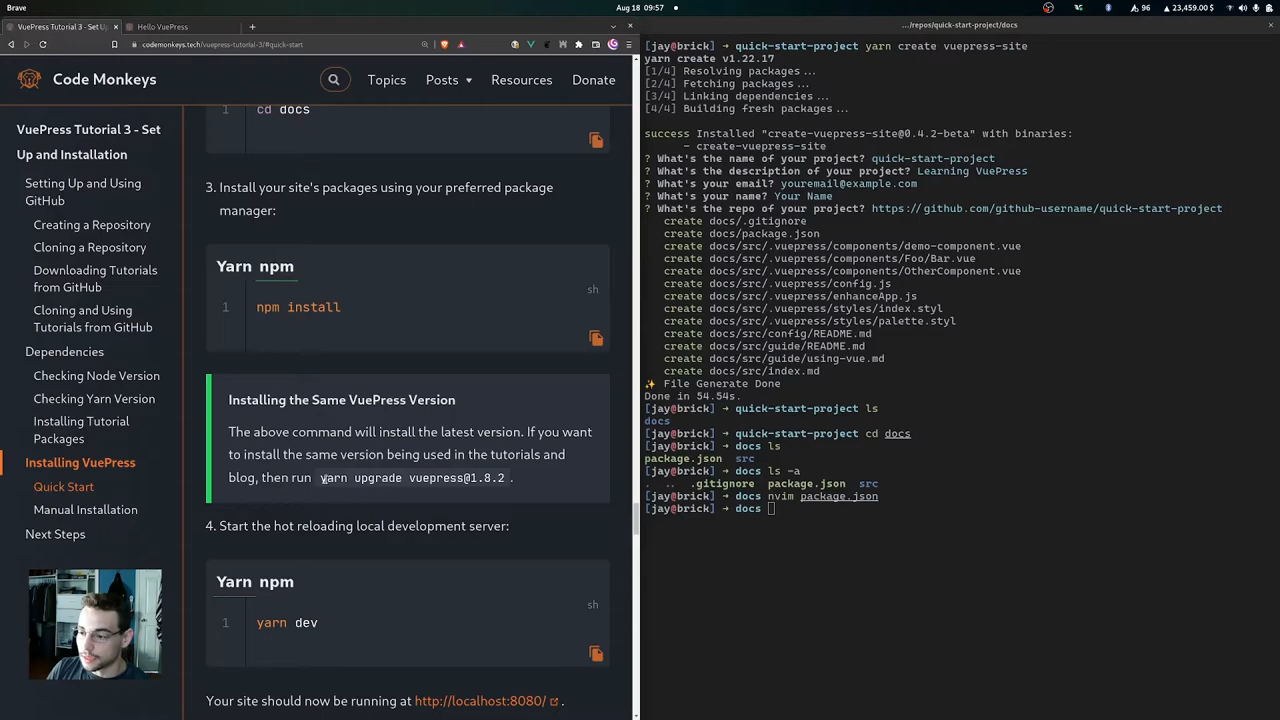 Brave
Aug 18 09:57
96
23,459.00 $
VuePress Tutorial 3 - Set Up
Hello VuePress
codemonkeys.tech/vuepress-tutorial-3/#quick-start
Code Monkeys
Topics
Posts
Resources
Donate
VuePress Tutorial 3 - Set
Up and Installation
Setting Up and Using
GitHub
Creating a Repository
Cloning a Repository
Downloading Tutorials
from GitHub
Cloning and Using
Tutorials from GitHub
Dependencies
Checking Node Version
Checking Yarn Version
Installing Tutorial
Packages
Installing VuePress
Quick Start
Manual Installation
Next Steps
1 cd docs
3. Install your site's packages using your preferred package
manager:
Yarn npm
sh
1 npm install
Installing the Same VuePress Version
The above command will install the latest version. If you want
to install the same version being used in the tutorials and
blog, then run yarn upgrade vuepress@1.8.2 .
4. Start the hot reloading local development server:
Yarn npm
sh
1 yarn dev
Your site should now be running at http://localhost:8080/ .
.../repos/quick-start-project/docs
[jay@brick] → quick-start-project yarn create vuepress-site
yarn create v1.22.17
[1/4] Resolving packages...
[2/4] Fetching packages...
[3/4] Linking dependencies...
[4/4] Building fresh packages...
success Installed "create-vuepress-site@0.4.2-beta" with binaries:
- create-vuepress-site
? What's the name of your project? quick-start-project
? What's the description of your project? Learning VuePress
? What's your email? youremail@example.com
? What's your name? Your Name
? What's the repo of your project? https://github.com/github-username/quick-start-project
create docs/.gitignore
create docs/package.json
create docs/src/.vuepress/components/demo-component.vue
create docs/src/.vuepress/components/Foo/Bar.vue
create docs/src/.vuepress/components/OtherComponent.vue
create docs/src/.vuepress/config.js
create docs/src/.vuepress/enhanceApp.js
create docs/src/.vuepress/styles/index.styl
create docs/src/.vuepress/styles/palette.styl
create docs/src/config/README.md
create docs/src/guide/README.md
create docs/src/guide/using-vue.md
create docs/src/index.md
✨ File Generate Done
Done in 54.54s.
[jay@brick] → quick-start-project ls
docs
[jay@brick] → quick-start-project cd docs
[jay@brick] → docs ls
package.json src
[jay@brick] → docs ls -a
. .. .gitignore package.json src
[jay@brick] → docs nvim package.json
[jay@brick] → docs